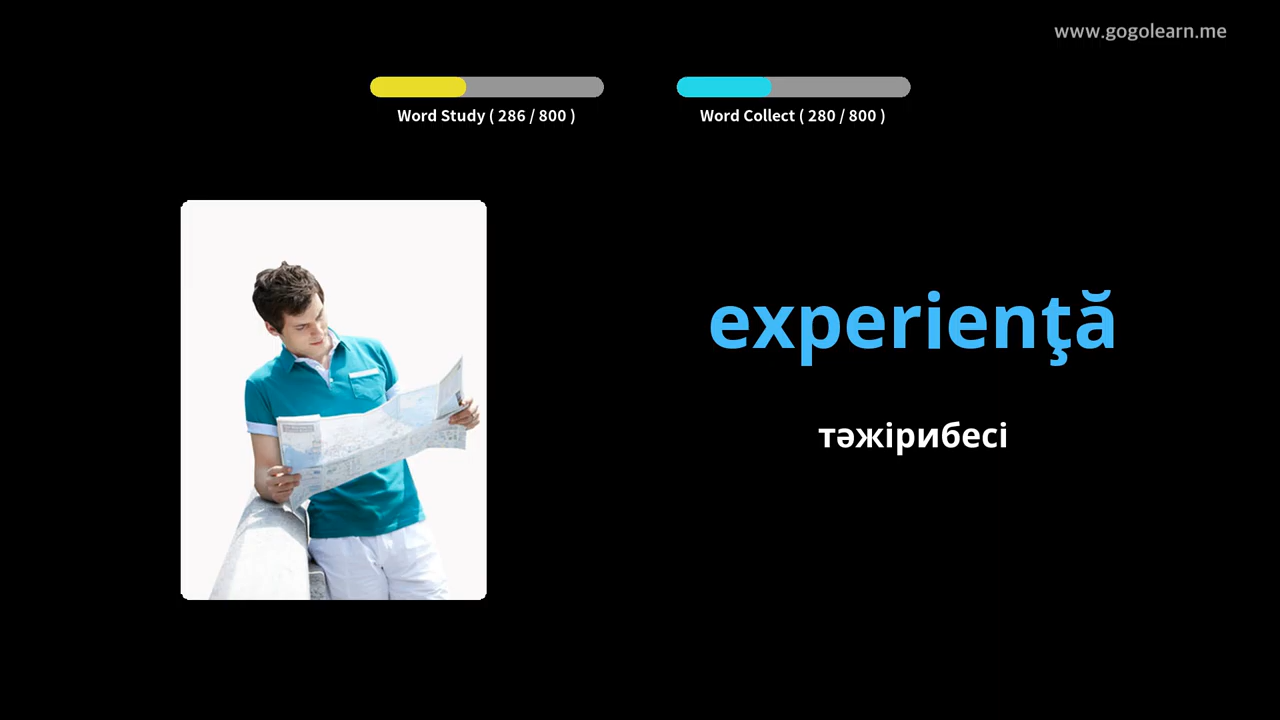 www.gogolearn.me
Word Study ( 286 / 800 )
Word Collect ( 280 / 800 )
experienţă
тәжірибесі